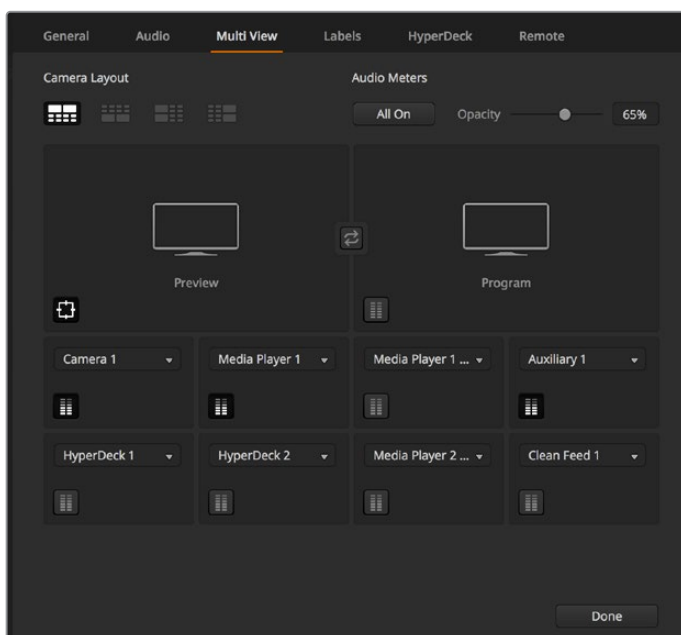 General Audio Multi View Labels HyperDeck Remote
Camera Layout Audio Meters
All On Opacity 65%
Preview Program
Camera 1 Media Player 1 Media Player 1 ... Auxiliary 1
HyperDeck 1 HyperDeck 2 Media Player 2 ... Clean Feed 1
Done